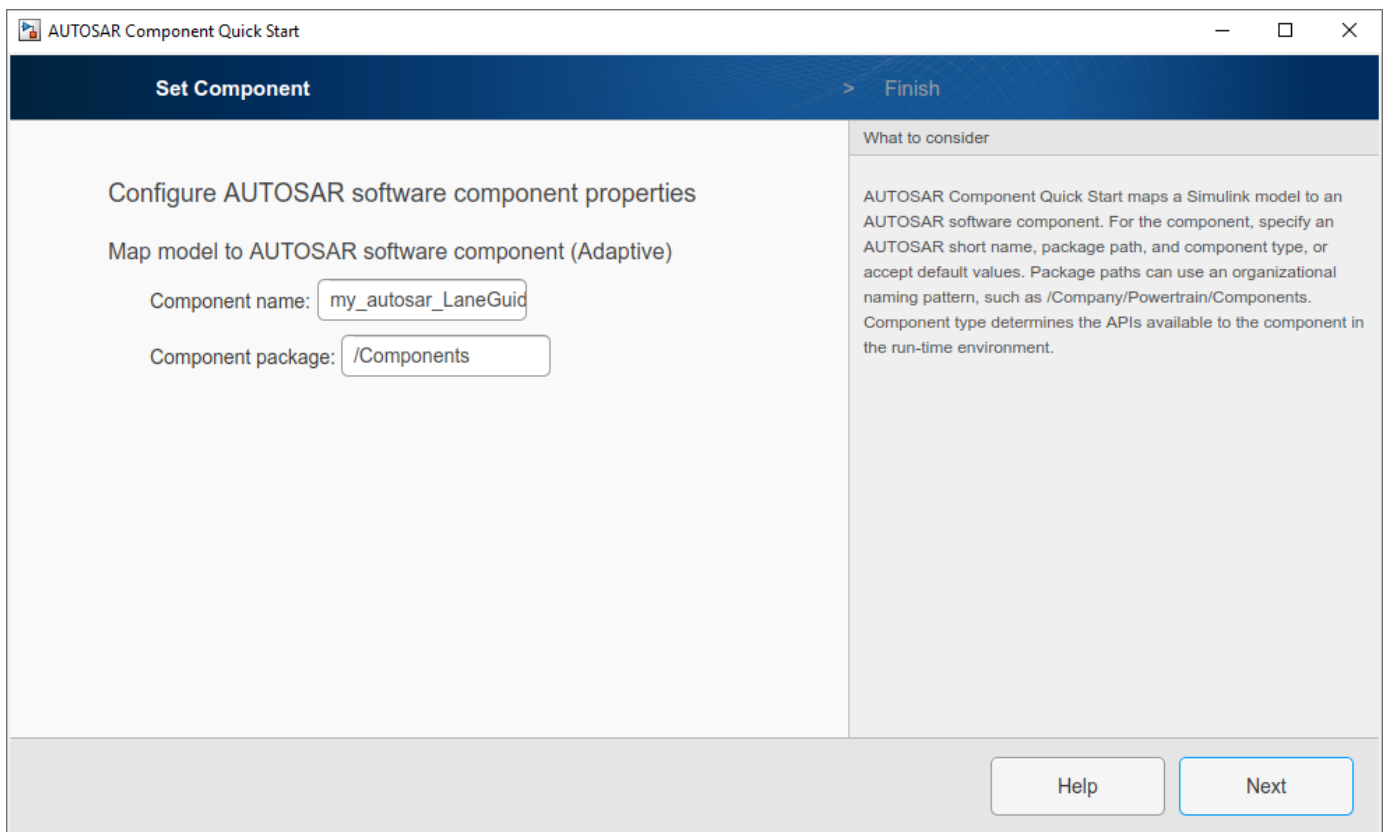 AUTOSAR Component Quick Start
Set Component
> Finish
What to consider
Configure AUTOSAR software component properties
Map model to AUTOSAR software component (Adaptive)
Component name: my_autosar_LaneGuid
Component package: /Components
AUTOSAR Component Quick Start maps a Simulink model to an
AUTOSAR software component. For the component, specify an
AUTOSAR short name, package path, and component type, or
accept default values. Package paths can use an organizational
naming pattern, such as /Company/Powertrain/Components.
Component type determines the APIs available to the component in
the run-time environment.
Help
Next